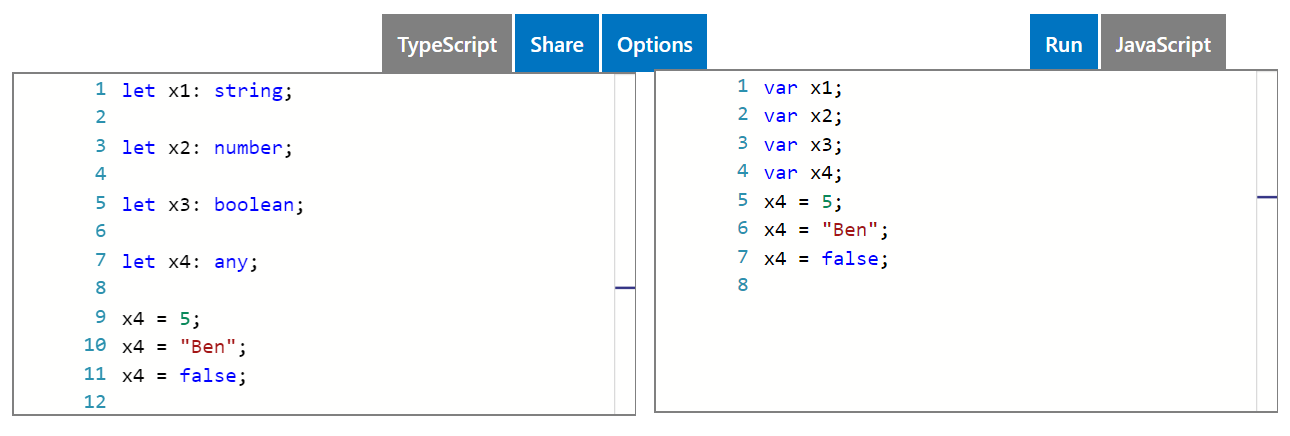 TypeScript Share Options
1 let x1: string;
2
3 let x2: number;
4
5 let x3: boolean;
6
7 let x4: any;
8
9 x4 = 5;
10 x4 = "Ben";
11 x4 = false;
12
Run JavaScript
1 var x1;
2 var x2;
3 var x3;
4 var x4;
5 x4 = 5;
6 x4 = "Ben";
7 x4 = false;
8